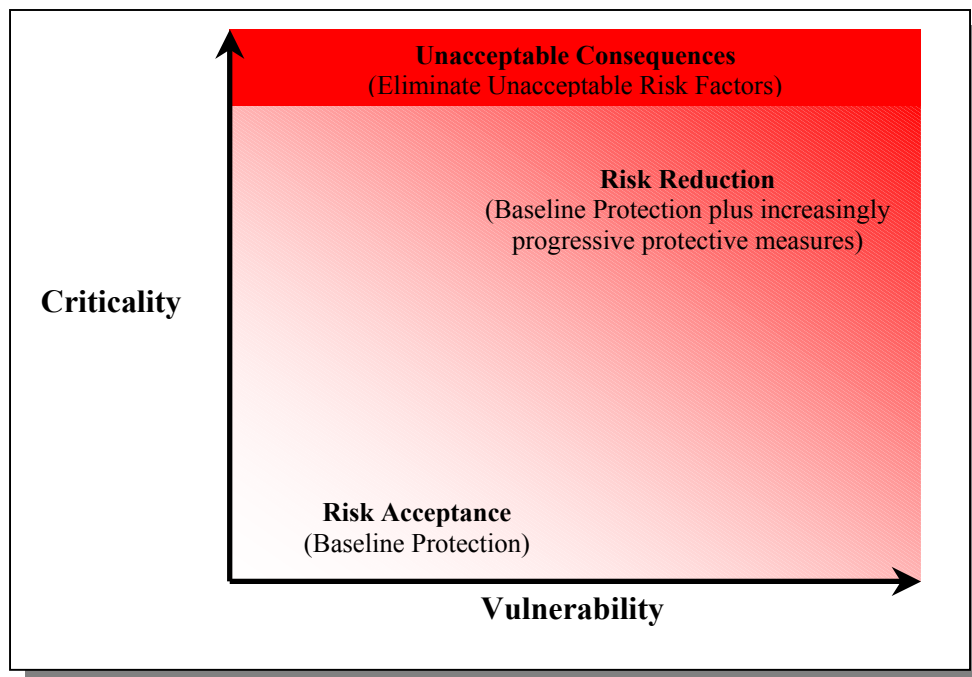 Unacceptable Consequences
(Eliminate Unacceptable Risk Factors)
Risk Reduction
(Baseline Protection plus increasingly
progressive protective measures)
Criticality
Risk Acceptance
(Baseline Protection)
Vulnerability